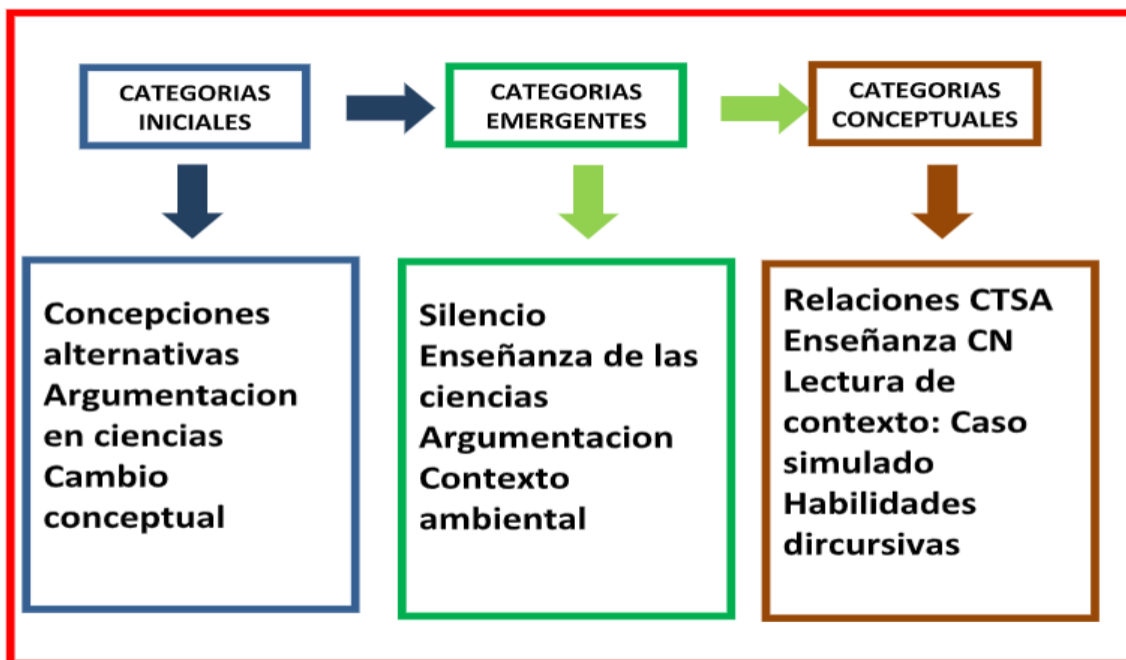 CATEGORIAS
INICIALES
CATEGORIAS
EMERGENTES
CATEGORIAS
CONCEPTUALES
Concepciones
alternativas
Argumentacion
en ciencias
Cambio
conceptual
Silencio
Enseñanza de las
ciencias
Argumentacion
Contexto
ambiental
Relaciones CTSA
Enseñanza CN
Lectura de
contexto: Caso
simulado
Habilidades
dircursivas